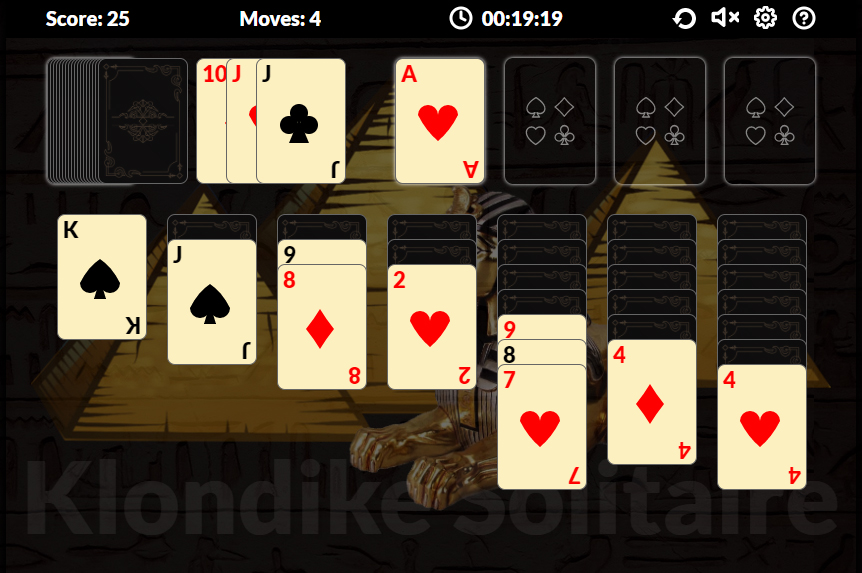 Score: 25 Moves: 4 00:19:19
10 J J J A A
K K J J 9 8 8 2 2 9 8 7 7 4 4 4 4
Klondike Solitaire